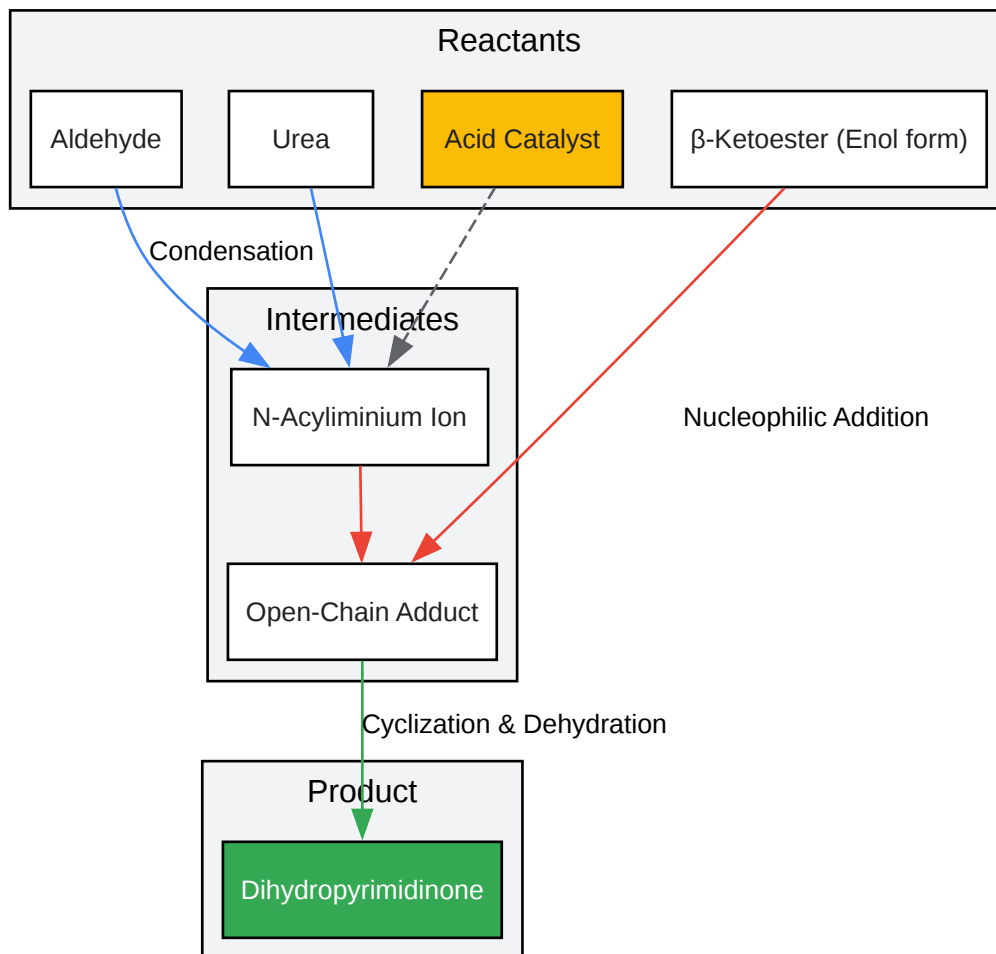 Reactants
Aldehyde
Urea
Acid Catalyst
β-Ketoester (Enol form)
Condensation
Intermediates
N-Acyliminium Ion
Nucleophilic Addition
Open-Chain Adduct
Cyclization & Dehydration
Product
Dihydropyrimidinone